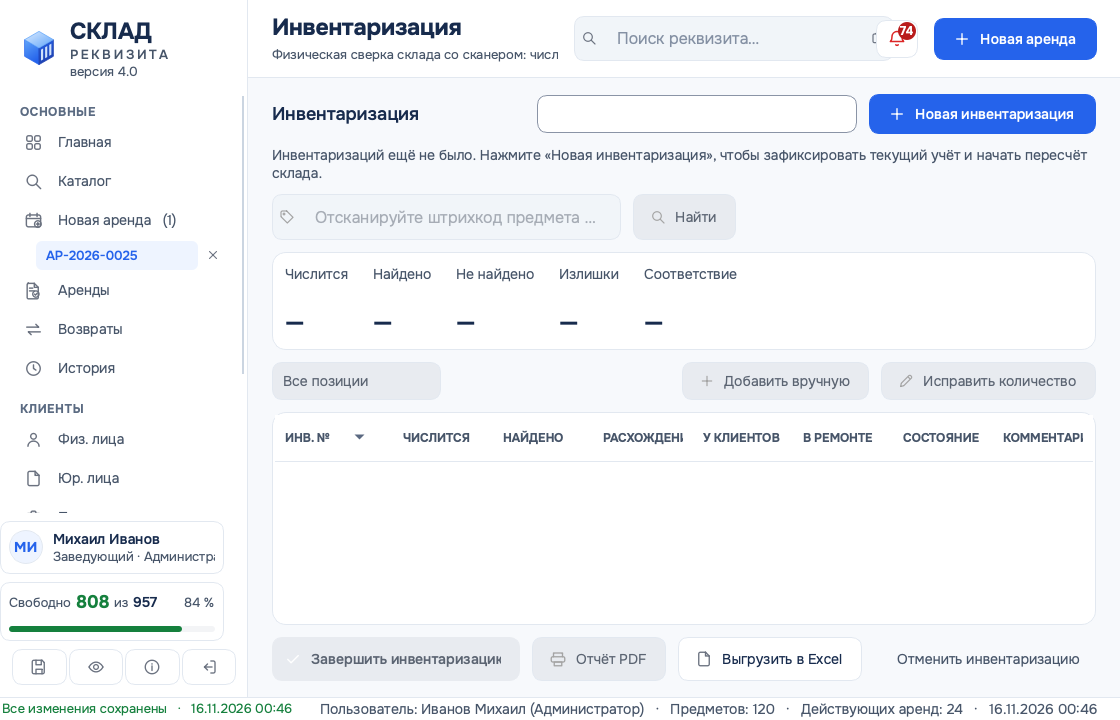 СКЛАД
РЕКВИЗИТА
версия 4.0
ОСНОВНЫЕ
Главная
Каталог
Новая аренда (1)
АР-2026-0025
Аренды
Возвраты
История
КЛИЕНТЫ
Физ. лица
Юр. лица
МИ
Михаил Иванов
Заведующий · Администра
Свободно 808 из 957 84 %
Инвентаризация
Физическая сверка склада со сканером: числ
Поиск реквизита...
74
Новая аренда
Инвентаризация
Новая инвентаризация
Инвентаризаций ещё не было. Нажмите «Новая инвентаризация», чтобы зафиксировать текущий учёт и начать пересчёт
склада.
Отсканируйте штрихкод предмета ...
Найти
Числится Найдено Не найдено Излишки Соответствие
— — — — —
Все позиции
Добавить вручную
Исправить количество
ИНВ. № ЧИСЛИТСЯ НАЙДЕНО РАСХОЖДЕНИ У КЛИЕНТОВ В РЕМОНТЕ СОСТОЯНИЕ КОММЕНТАРИ
Завершить инвентаризацию
Отчёт PDF
Выгрузить в Excel
Отменить инвентаризацию
Все изменения сохранены · 16.11.2026 00:46
Пользователь: Иванов Михаил (Администратор) · Предметов: 120 · Действующих аренд: 24 · 16.11.2026 00:46